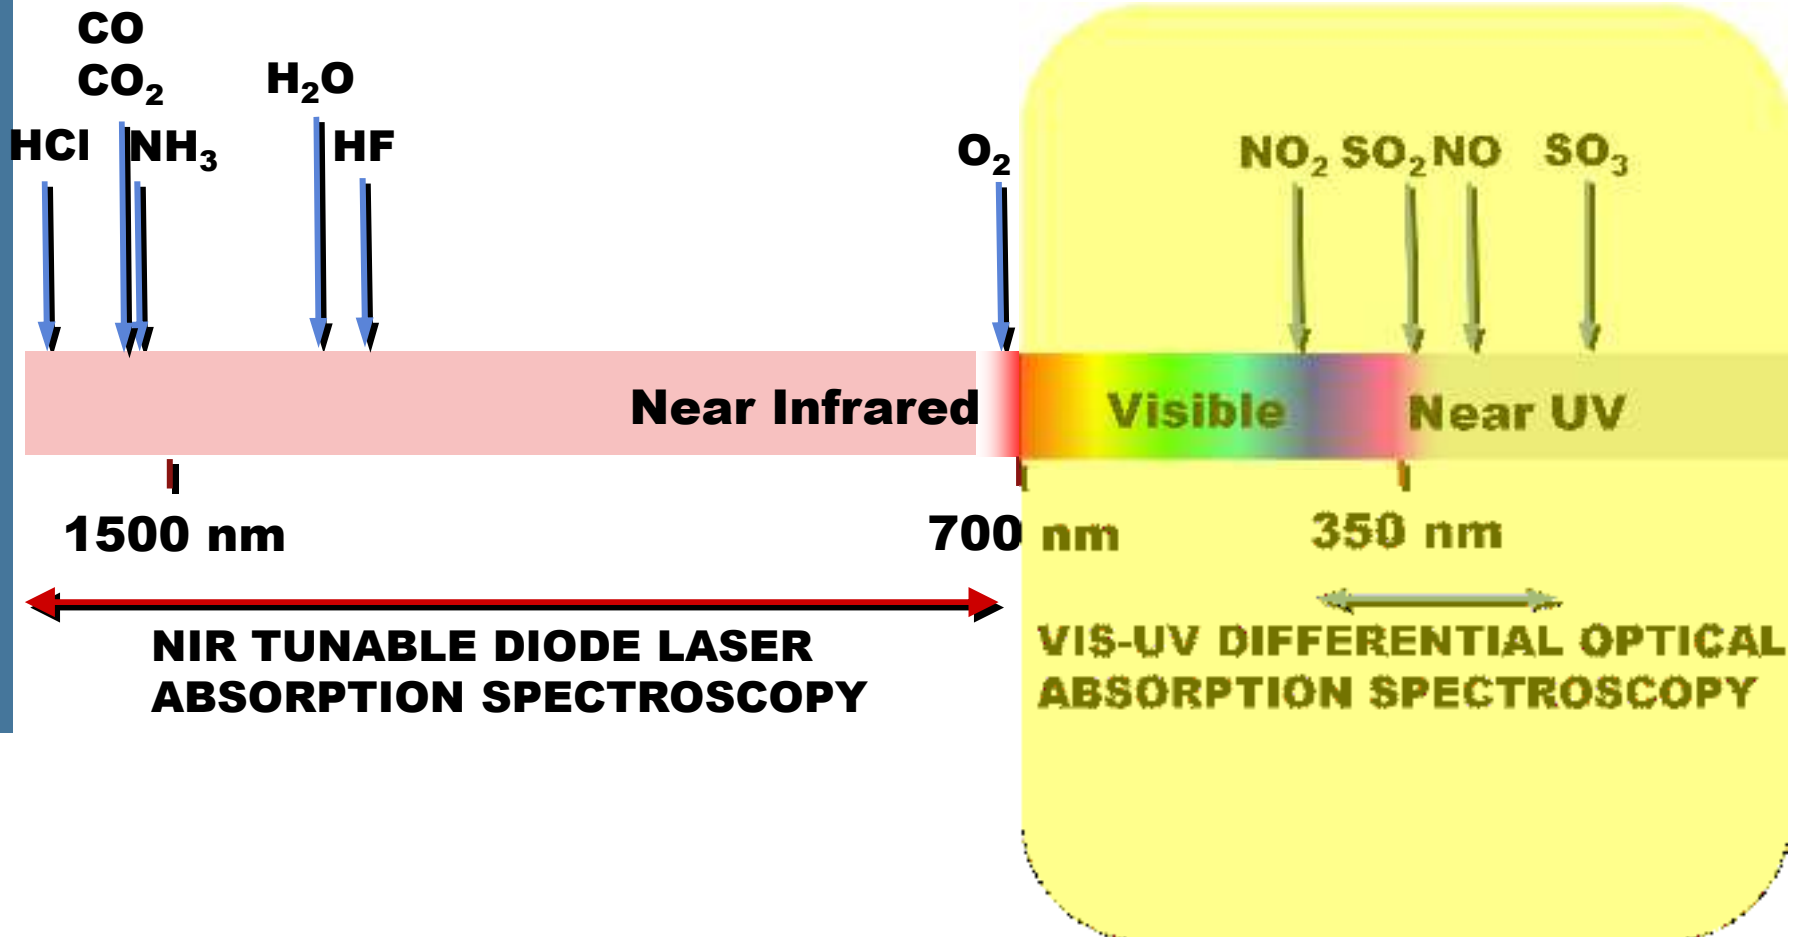 CO
CO₂
H₂O
HCl
NH₃
HF
O₂
NO₂
SO₂
NO
SO₃
Near Infrared
Visible
Near UV
1500 nm
700 nm
350 nm
NIR TUNABLE DIODE LASER
ABSORPTION SPECTROSCOPY
VIS-UV DIFFERENTIAL OPTICAL
ABSORPTION SPECTROSCOPY